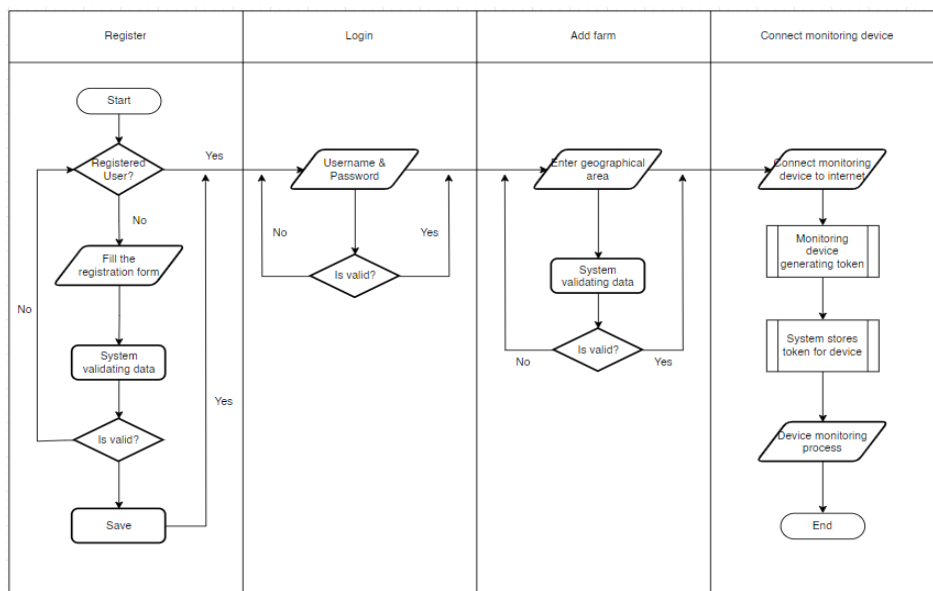 Register
Login
Add farm
Connect monitoring device
Start
Registered
User?
Yes
No
Fill the
registration form
No
System
validating data
Yes
Is valid?
Save
Username &
Password
No
Yes
Is valid?
Enter geographical
area
System
validating data
Is valid?
No
Yes
Connect monitoring
device to internet
Monitoring
device
generating token
System stores
token for device
Device monitoring
process
End